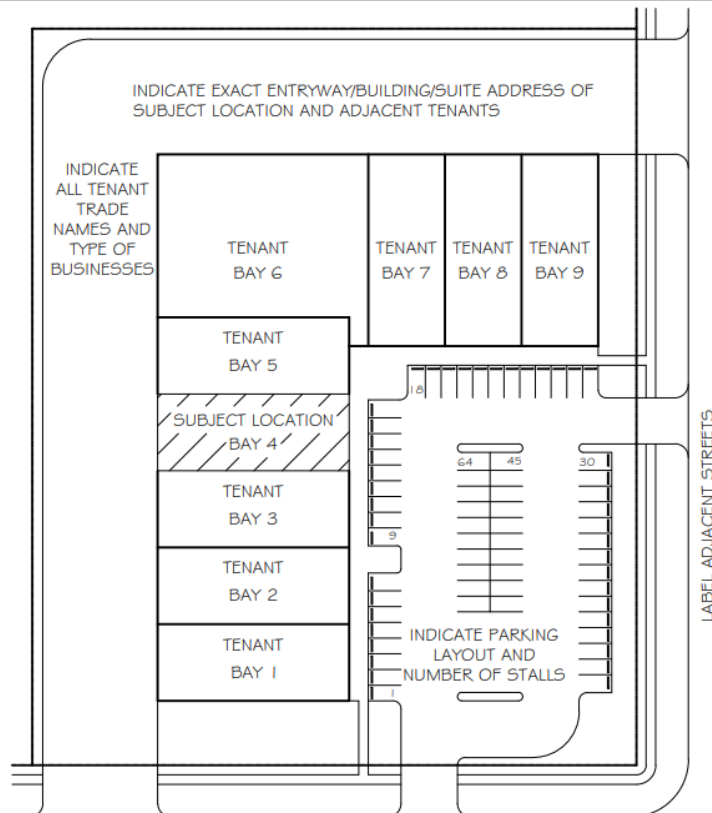 INDICATE EXACT ENTRYWAY/BUILDING/SUITE ADDRESS OF
SUBJECT LOCATION AND ADJACENT TENANTS
INDICATE
ALL TENANT
TRADE
NAMES AND
TYPE OF
BUSINESSES
TENANT
BAY 6
TENANT
BAY 7
TENANT
BAY 8
TENANT
BAY 9
TENANT
BAY 5
SUBJECT LOCATION
BAY 4
TENANT
BAY 3
TENANT
BAY 2
TENANT
BAY 1
18
64
45
30
9
1
INDICATE PARKING
LAYOUT AND
NUMBER OF STALLS
LABEL ADJACENT STREETS